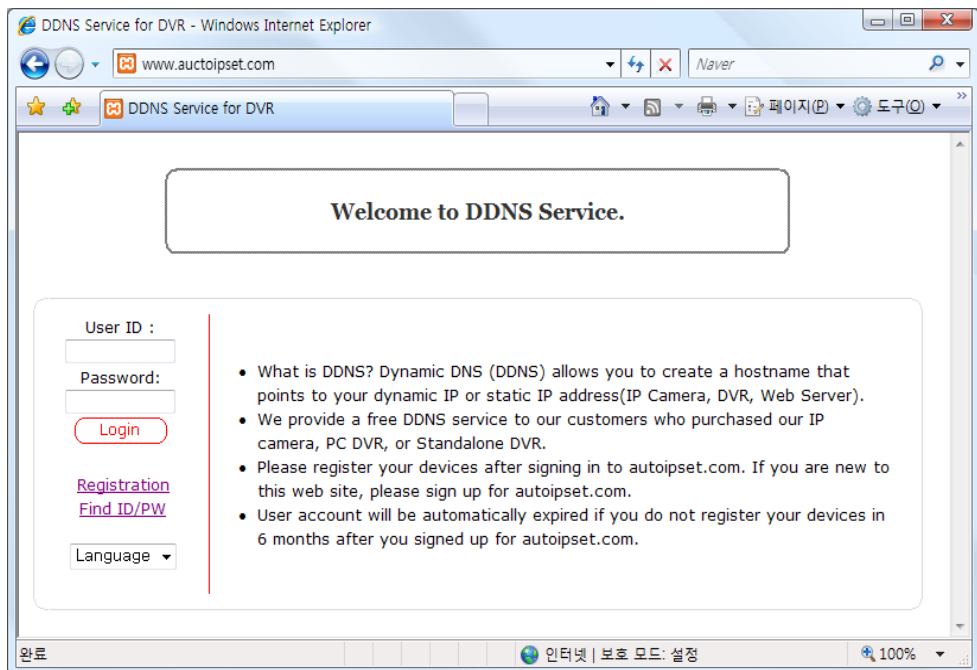 DDNS Service for DVR - Windows Internet Explorer
www.auctoipset.com
Naver
DDNS Service for DVR
페이지(P)
도구(O)
Welcome to DDNS Service.
User ID :
Password:
Login
Registration
Find ID/PW
Language
• What is DDNS? Dynamic DNS (DDNS) allows you to create a hostname that
points to your dynamic IP or static IP address(IP Camera, DVR, Web Server).
• We provide a free DDNS service to our customers who purchased our IP
camera, PC DVR, or Standalone DVR.
• Please register your devices after signing in to autoipset.com. If you are new to
this web site, please sign up for autoipset.com.
• User account will be automatically expired if you do not register your devices in
6 months after you signed up for autoipset.com.
완료
인터넷 | 보호 모드: 설정
100%